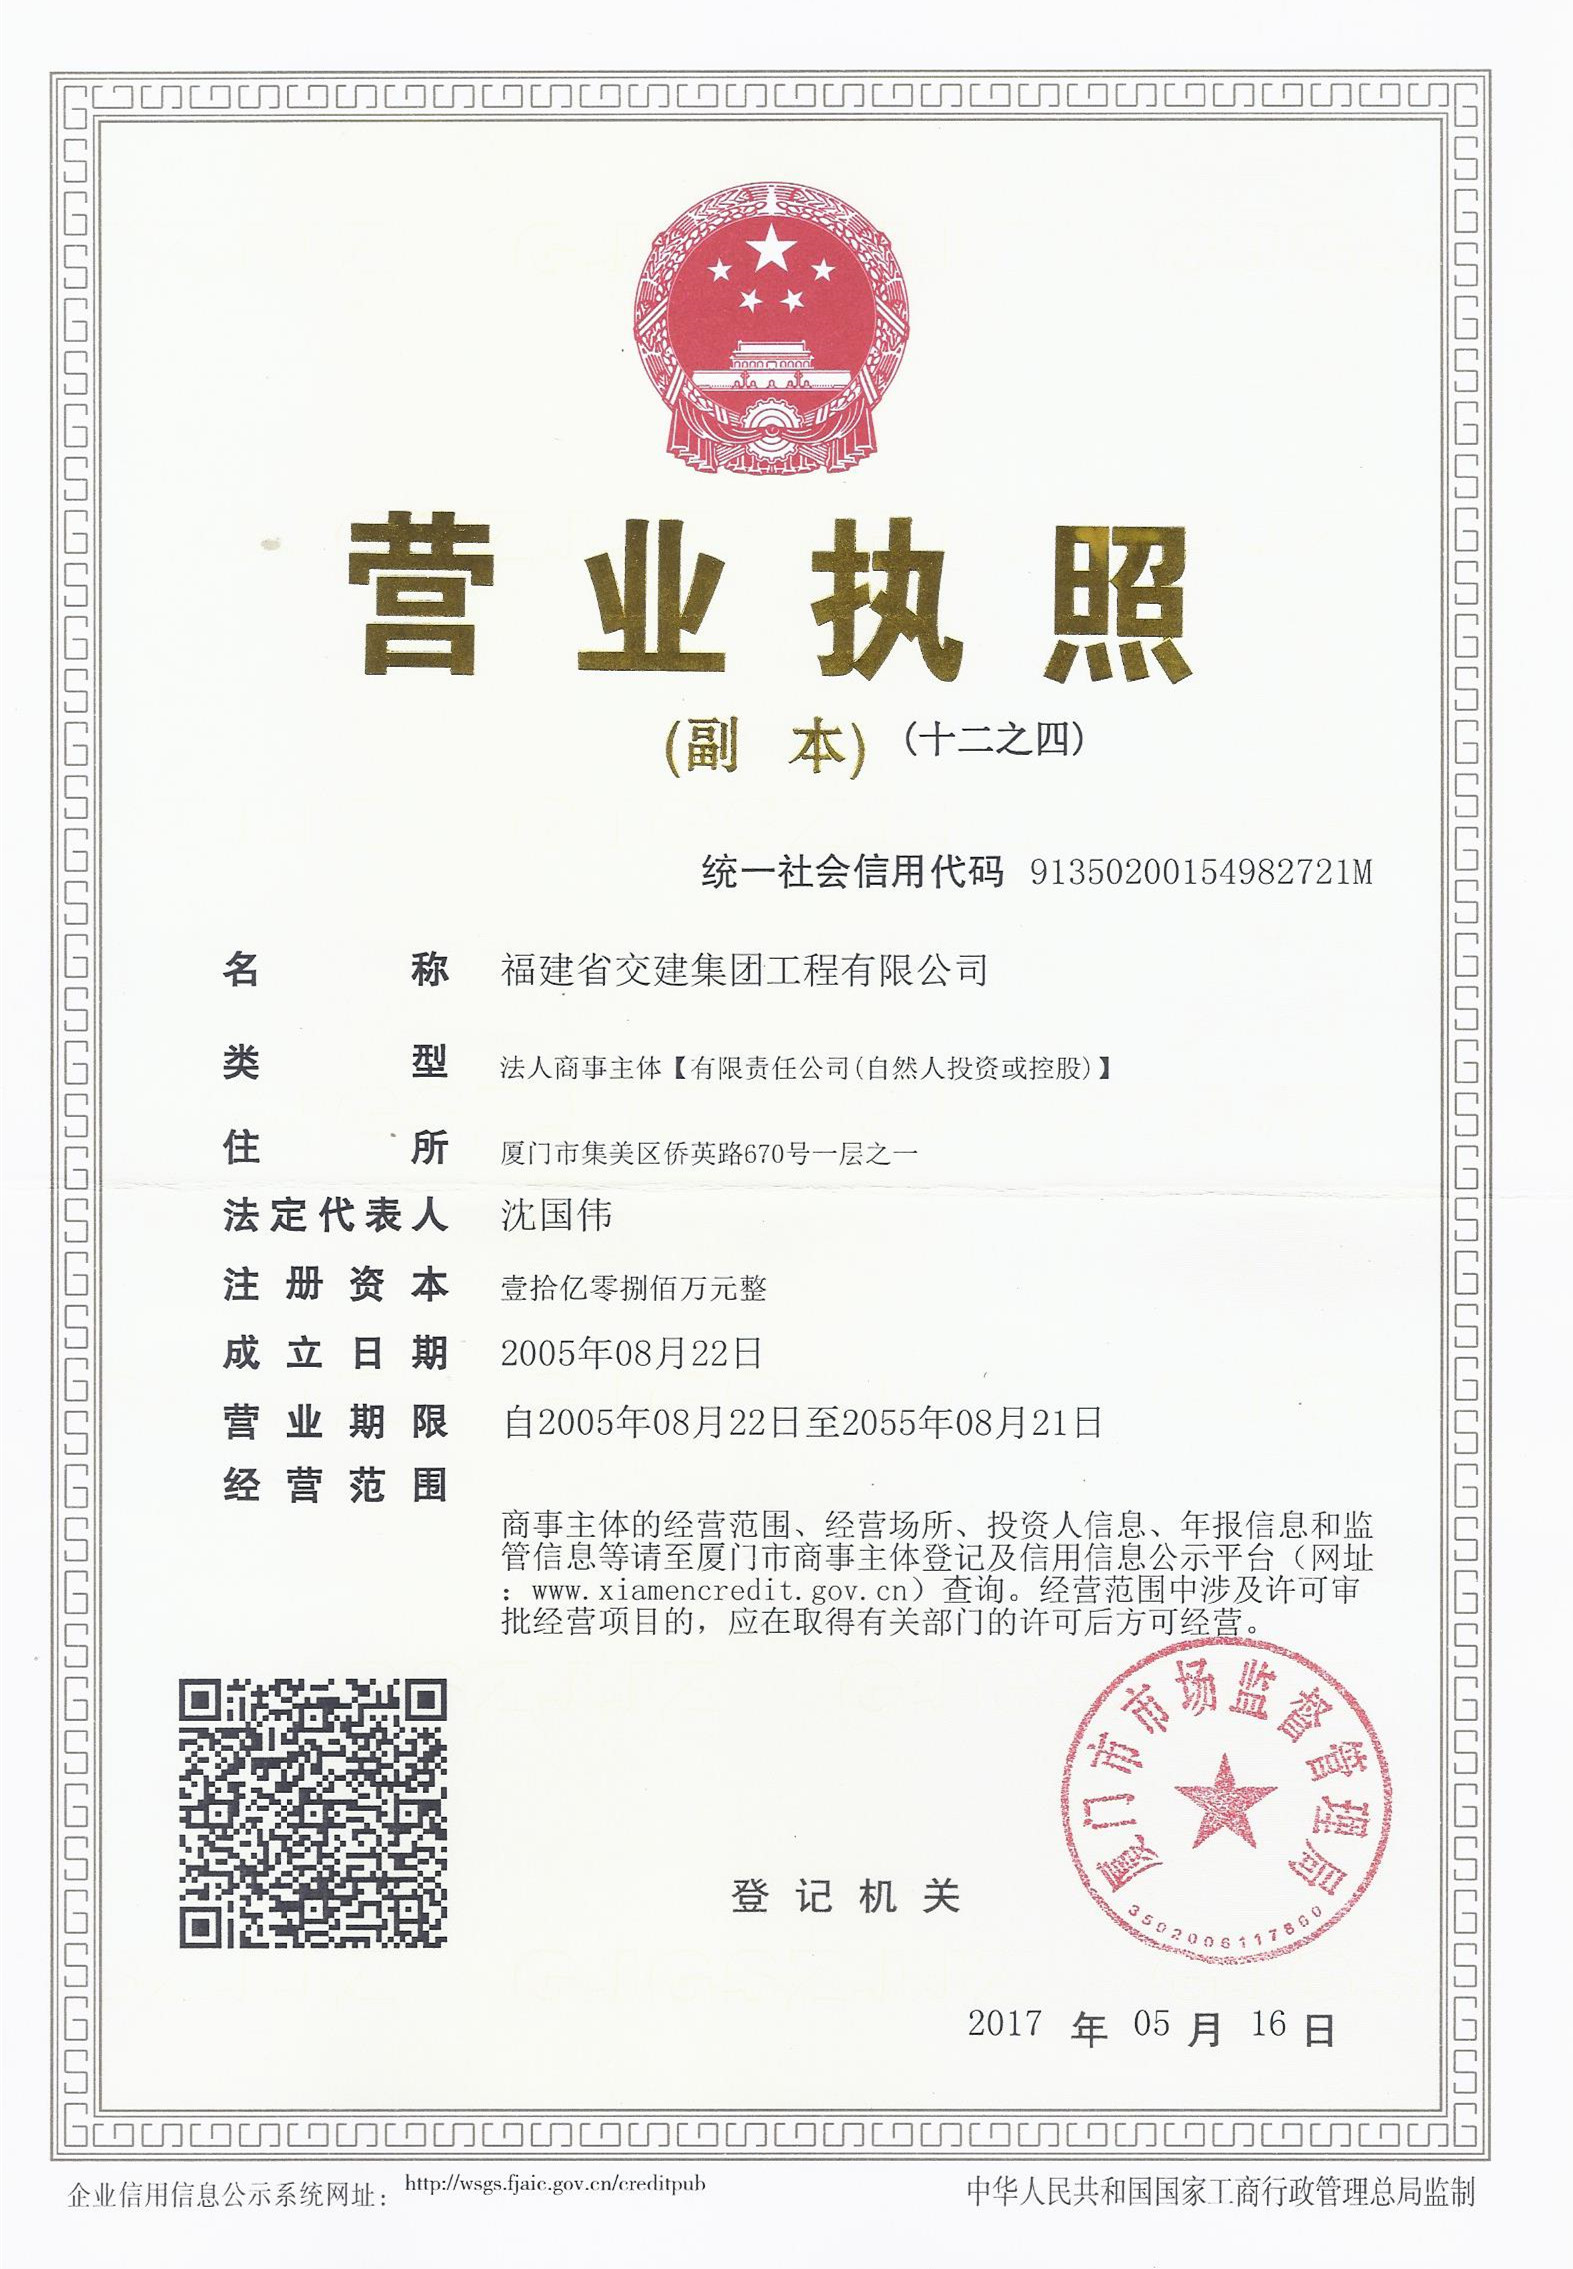 营业执照
(副 本) (十二之四)
统一社会信用代码 91350200154982721M
名称 福建省交建集团工程有限公司
类型 法人商事主体【有限责任公司(自然人投资或控股)】
住所 厦门市集美区侨英路670号一层之一
法定代表人 沈国伟
注册资本 壹拾亿零捌佰万元整
成立日期 2005年08月22日
营业期限 自2005年08月22日至2055年08月21日
经营范围
商事主体的经营范围、经营场所、投资人信息、年报信息和监
管信息等请至厦门市商事主体登记及信用信息公示平台（网址
：www.xiamencredit.gov.cn）查询。经营范围中涉及许可审
批经营项目的，应在取得有关部门的许可后方可经营。
厦门市市场监督管理局
3502006117860
登记机关
2017 年 05 月 16 日
企业信用信息公示系统网址： http://wsgs.fjaic.gov.cn/creditpub
中华人民共和国国家工商行政管理总局监制